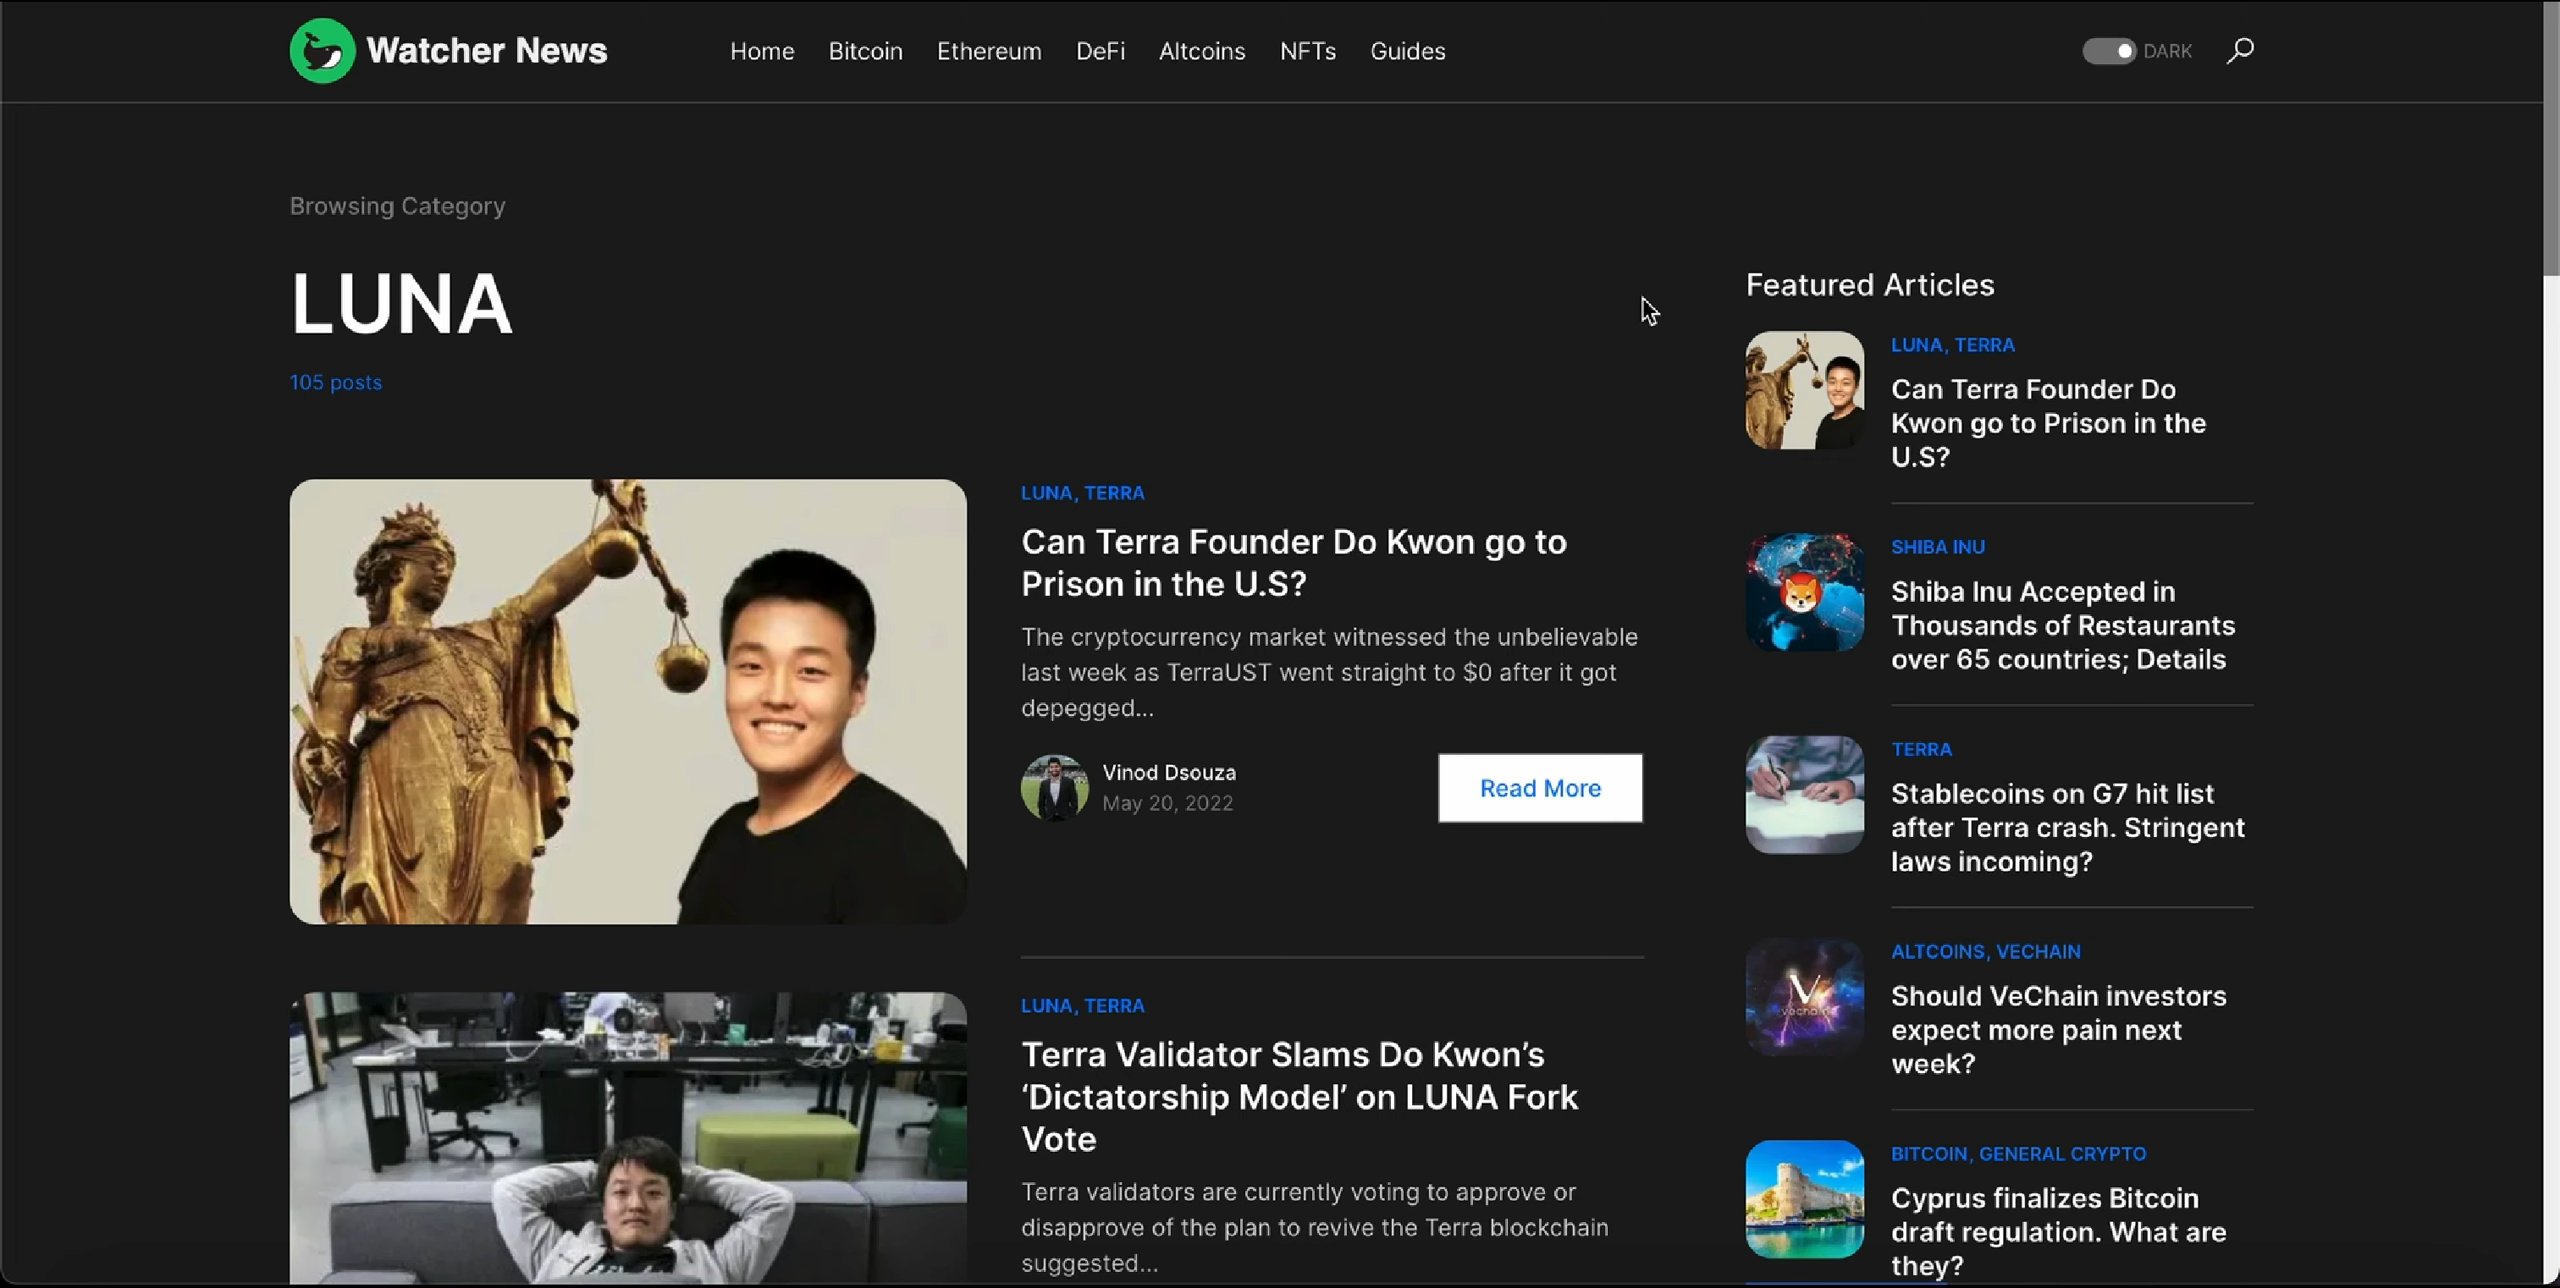 Watcher News
Home
Bitcoin
Ethereum
DeFi
Altcoins
NFTs
Guides
DARK
Browsing Category
LUNA
105 posts
LUNA, TERRA
Can Terra Founder Do Kwon go to
Prison in the U.S?
The cryptocurrency market witnessed the unbelievable
last week as TerraUST went straight to $0 after it got
depegged...
Vinod Dsouza
May 20, 2022
Read More
LUNA, TERRA
Terra Validator Slams Do Kwon’s
‘Dictatorship Model’ on LUNA Fork
Vote
Terra validators are currently voting to approve or
disapprove of the plan to revive the Terra blockchain
suggested...
Featured Articles
LUNA, TERRA
Can Terra Founder Do
Kwon go to Prison in the
U.S?
SHIBA INU
Shiba Inu Accepted in
Thousands of Restaurants
over 65 countries; Details
TERRA
Stablecoins on G7 hit list
after Terra crash. Stringent
laws incoming?
V
vechain
ALTCOINS, VECHAIN
Should VeChain investors
expect more pain next
week?
BITCOIN, GENERAL CRYPTO
Cyprus finalizes Bitcoin
draft regulation. What are
they?